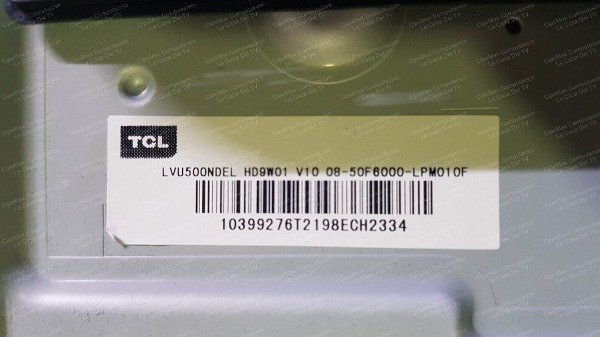 TCL
LVU500NDEL HD9W01 V10 08-50F6000-LPM010F
10399276T2198ECH2334